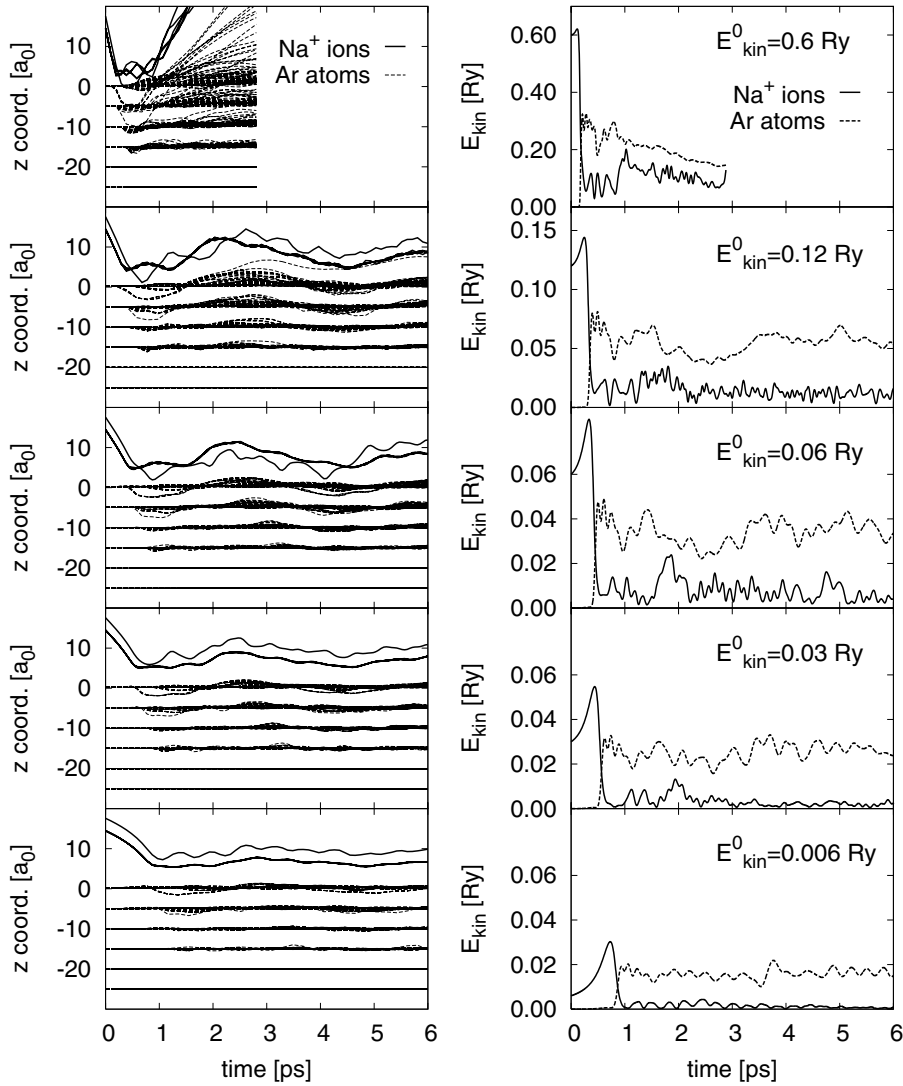 z coord. [a0]
10
0
-10
-20
Na+ ions
Ar atoms
Ekin [Ry]
0.60
0.40
0.20
0.00
E0kin=0.6 Ry
Na+ ions
Ar atoms
z coord. [a0]
10
0
-10
-20
Ekin [Ry]
0.15
0.10
0.05
0.00
E0kin=0.12 Ry
z coord. [a0]
10
0
-10
-20
Ekin [Ry]
0.06
0.04
0.02
0.00
E0kin=0.06 Ry
z coord. [a0]
10
0
-10
-20
Ekin [Ry]
0.06
0.04
0.02
0.00
E0kin=0.03 Ry
z coord. [a0]
10
0
-10
-20
0 1 2 3 4 5 6
time [ps]
Ekin [Ry]
0.06
0.04
0.02
0.00
E0kin=0.006 Ry
0 1 2 3 4 5 6
time [ps]